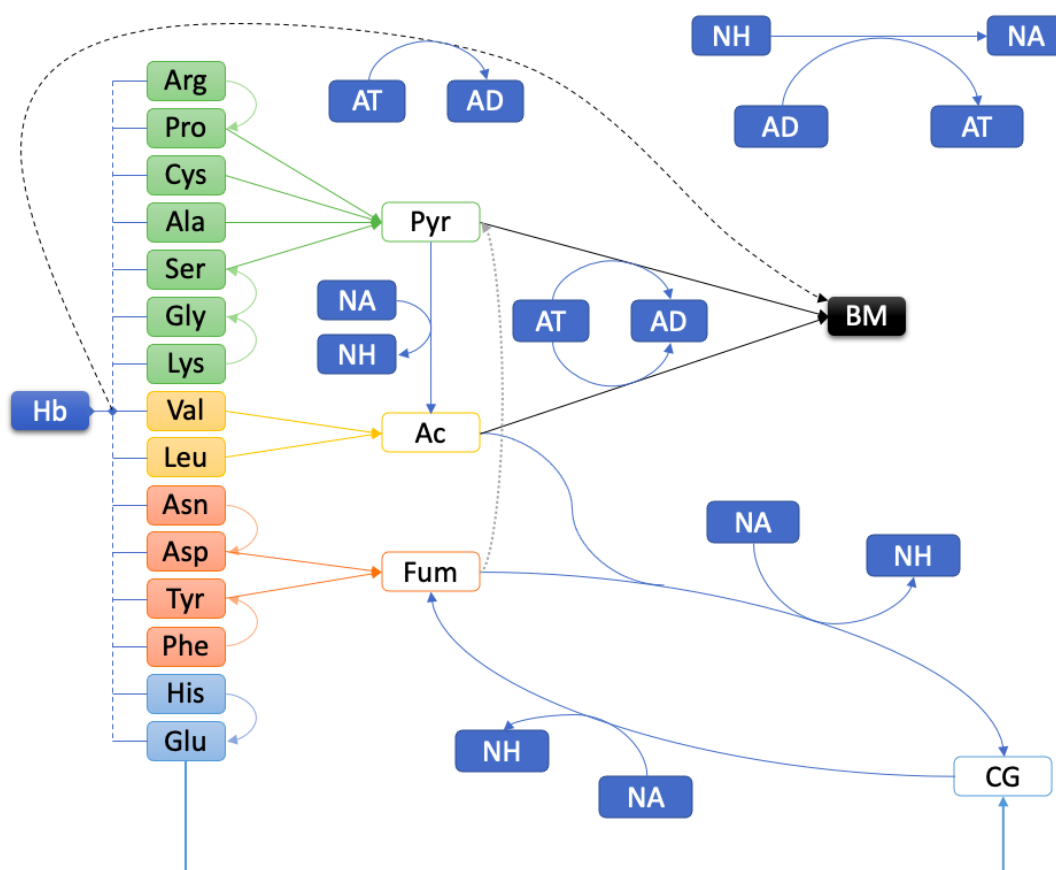 NH
NA
AT
AD
AD
AT
Arg
Pro
Cys
Ala
Ser
Gly
Lys
Val
Leu
Asn
Asp
Tyr
Phe
His
Glu
Hb
Pyr
NA
NH
AT
AD
BM
Ac
Fum
NA
NH
NH
NA
CG